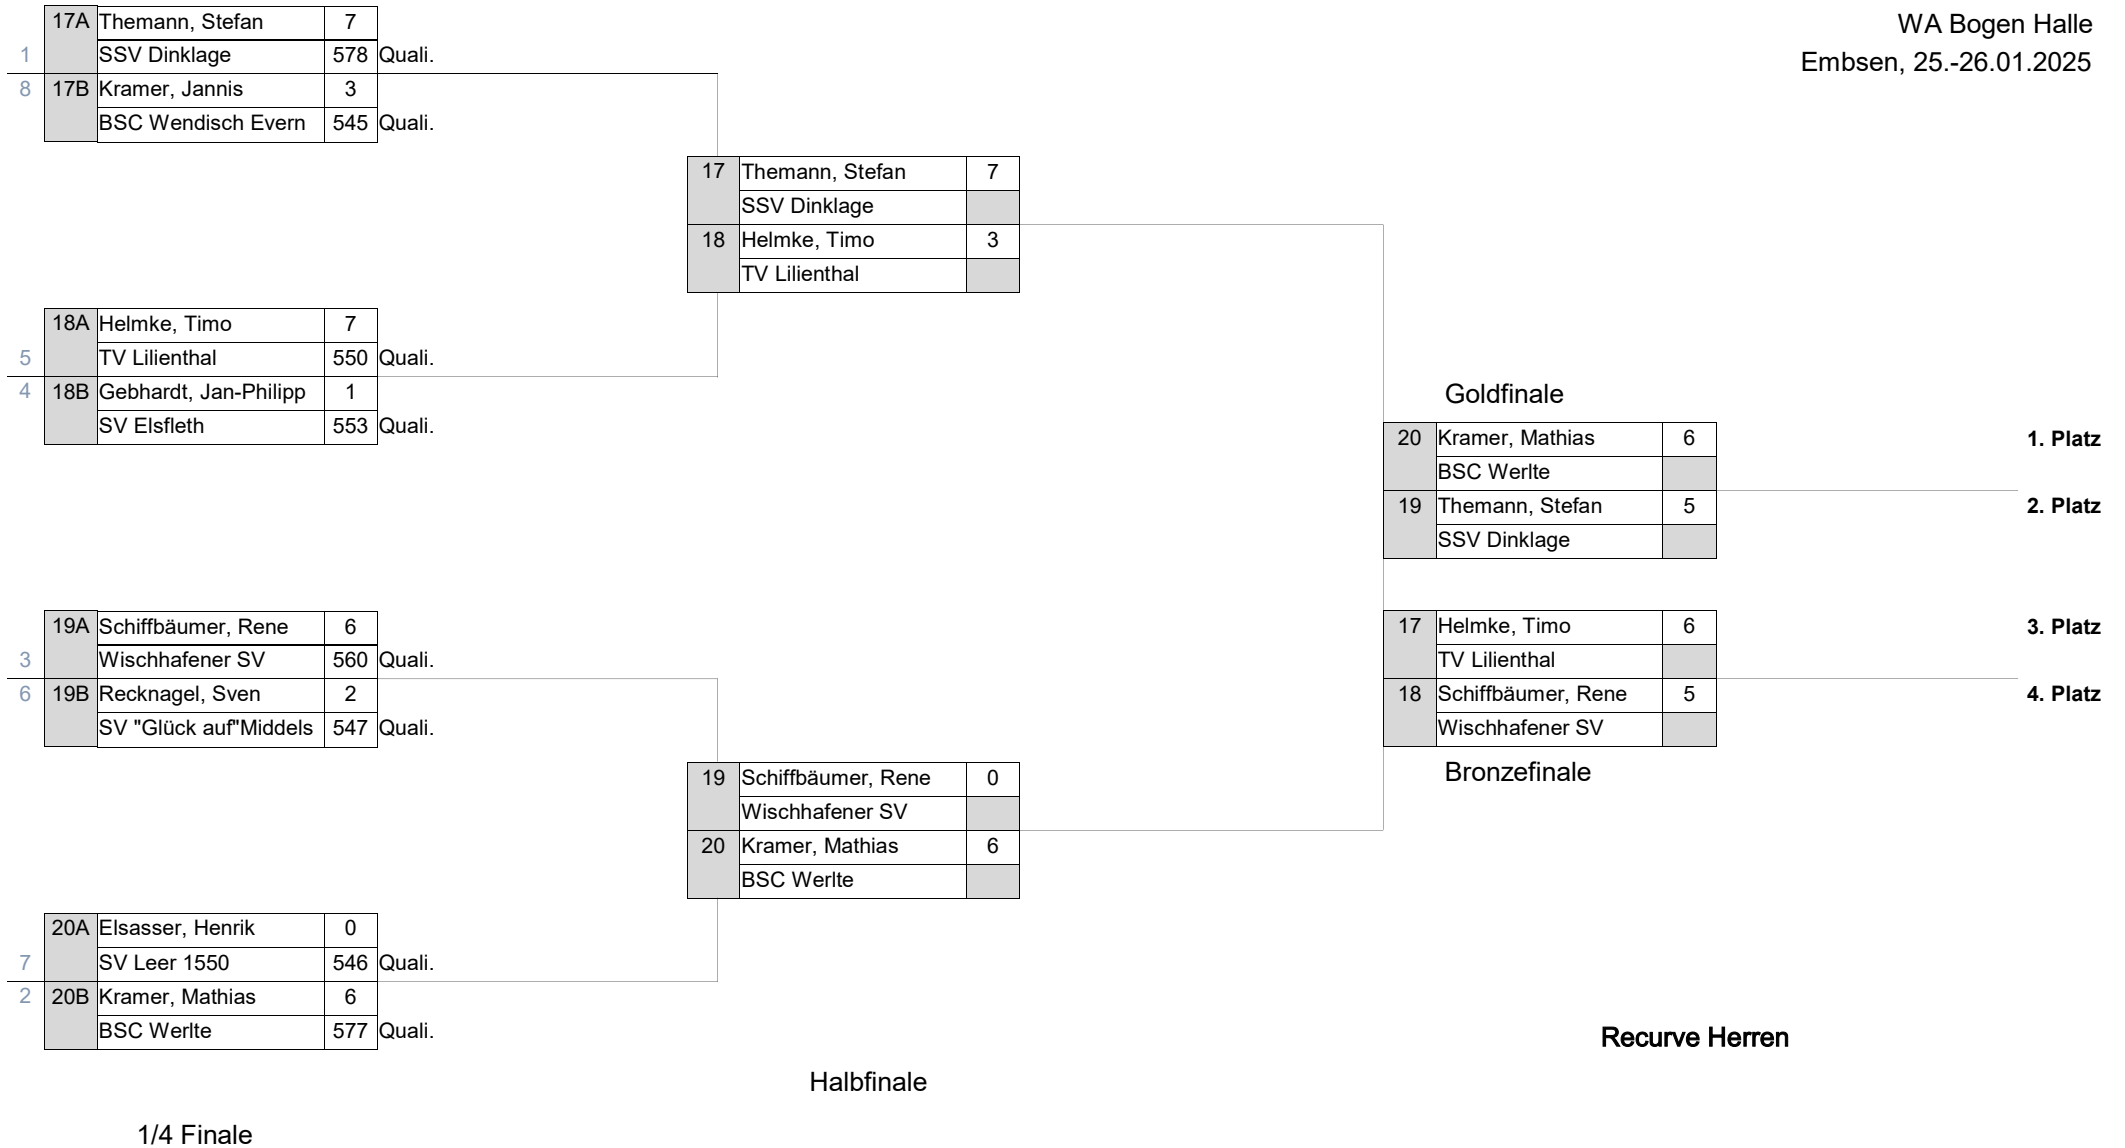 WA Bogen Halle
Embsen, 25.-26.01.2025
17A Themann, Stefan 7
1 SSV Dinklage 578 Quali.
8 17B Kramer, Jannis 3
BSC Wendisch Evern 545 Quali.
17 Themann, Stefan 7
SSV Dinklage
18 Helmke, Timo 3
TV Lilienthal
18A Helmke, Timo 7
5 TV Lilienthal 550 Quali.
4 18B Gebhardt, Jan-Philipp 1
SV Elsfleth 553 Quali.
Goldfinale
20 Kramer, Mathias 6 1. Platz
BSC Werlte
19 Themann, Stefan 5 2. Platz
SSV Dinklage
19A Schiffbäumer, Rene 6
3 Wischhafener SV 560 Quali.
6 19B Recknagel, Sven 2
SV "Glück auf"Middels 547 Quali.
17 Helmke, Timo 6 3. Platz
TV Lilienthal
18 Schiffbäumer, Rene 5 4. Platz
Wischhafener SV
Bronzefinale
19 Schiffbäumer, Rene 0
Wischhafener SV
20 Kramer, Mathias 6
BSC Werlte
20A Elsasser, Henrik 0
7 SV Leer 1550 546 Quali.
2 20B Kramer, Mathias 6
BSC Werlte 577 Quali.
Recurve Herren
Halbfinale
1/4 Finale